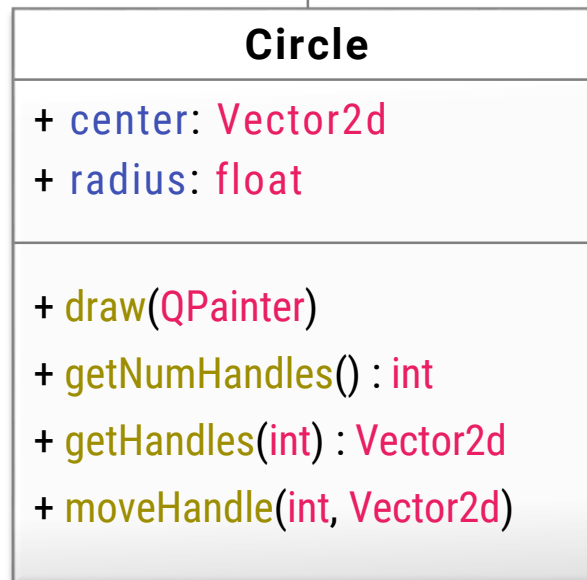 Circle
+ center: Vector2d
+ radius: float
+ draw(QPainter)
+ getNumHandles() : int
+ getHandles(int) : Vector2d
+ moveHandle(int, Vector2d)